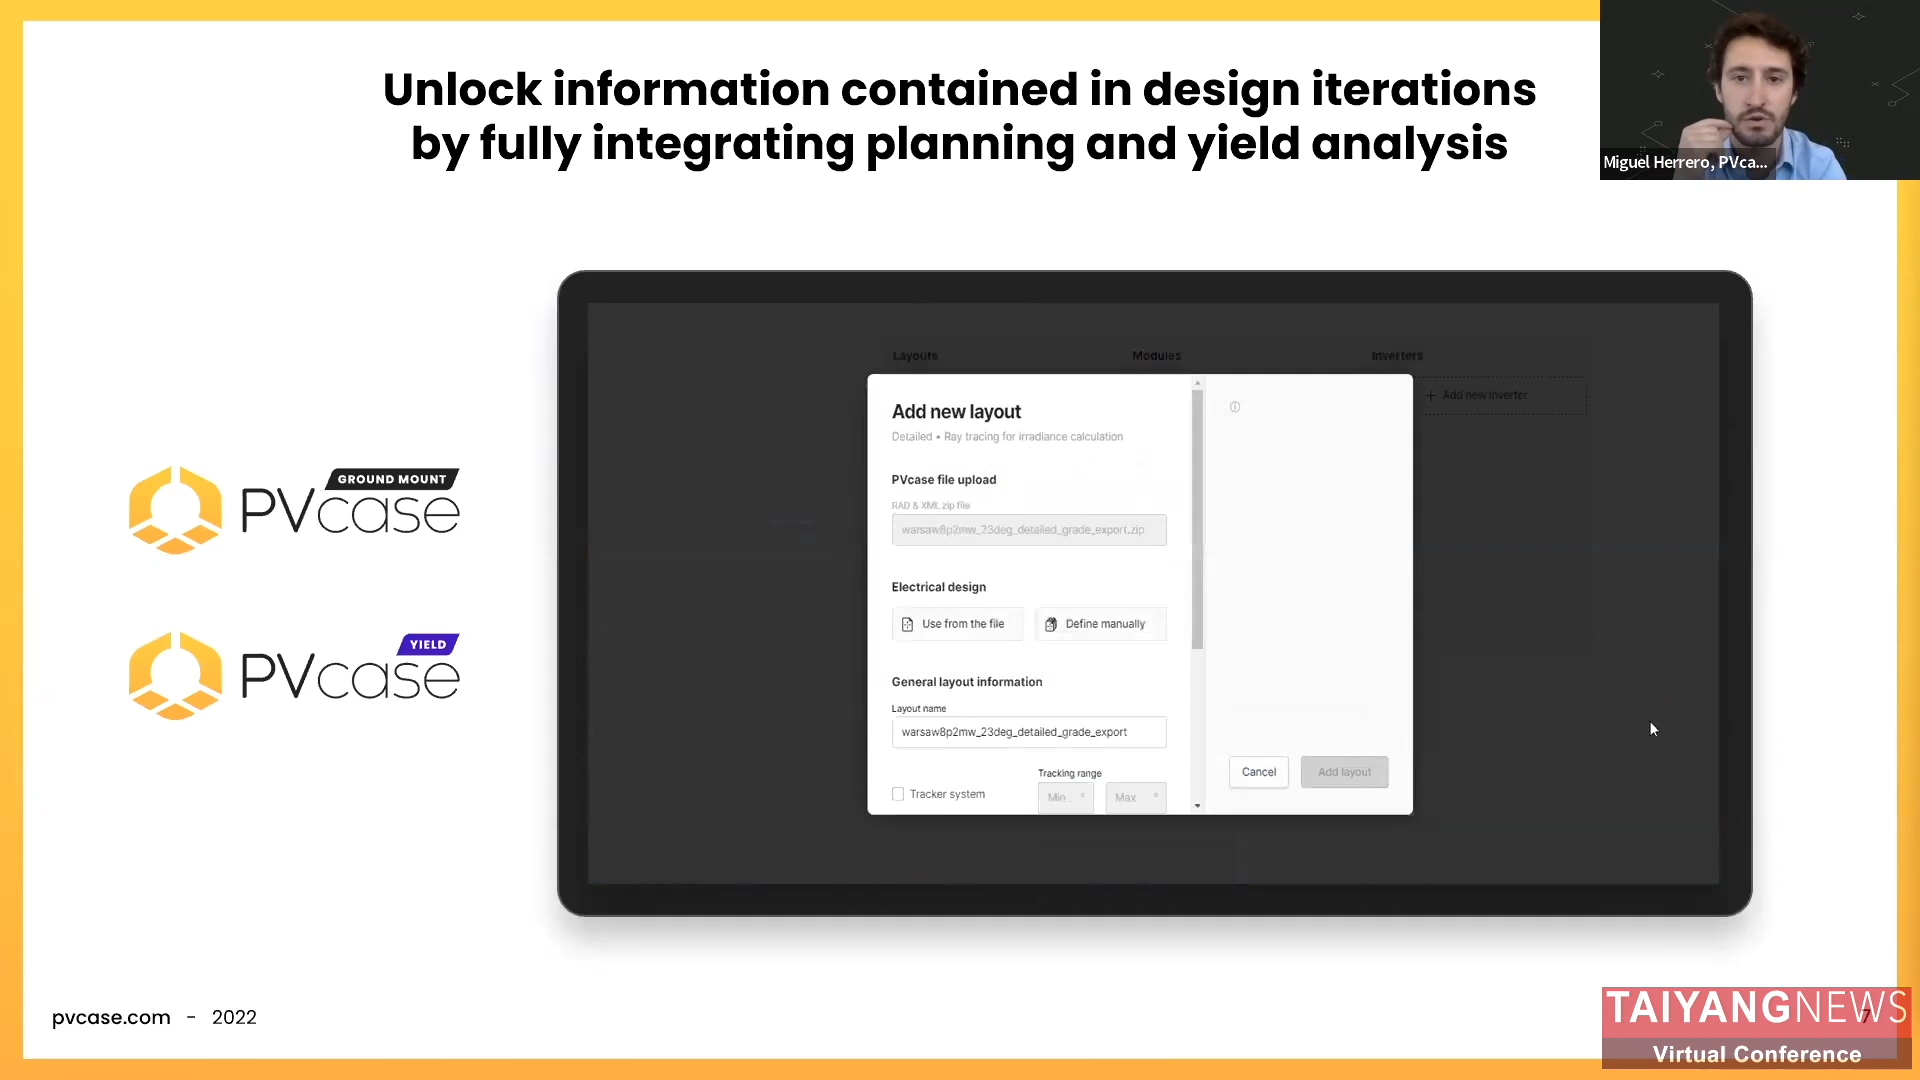 Unlock information contained in design iterations
by fully integrating planning and yield analysis
Miguel Herrero, PVca...
GROUND MOUNT
PVcase
YIELD
PVcase
Layouts
Modules
Inverters
+ Add new inverter
Add new layout
Detailed • Ray tracing for irradiance calculation
PVcase file upload
RAD & XML zip file
warsaw8p2mw_23deg_detailed_grade_export.zip
Electrical design
Use from the file
Define manually
General layout information
Layout name
warsaw8p2mw_23deg_detailed_grade_export
Tracking range
Tracker system
Min °
Max °
Cancel
Add layout
pvcase.com - 2022
7
TAIYANGNEWS
Virtual Conference